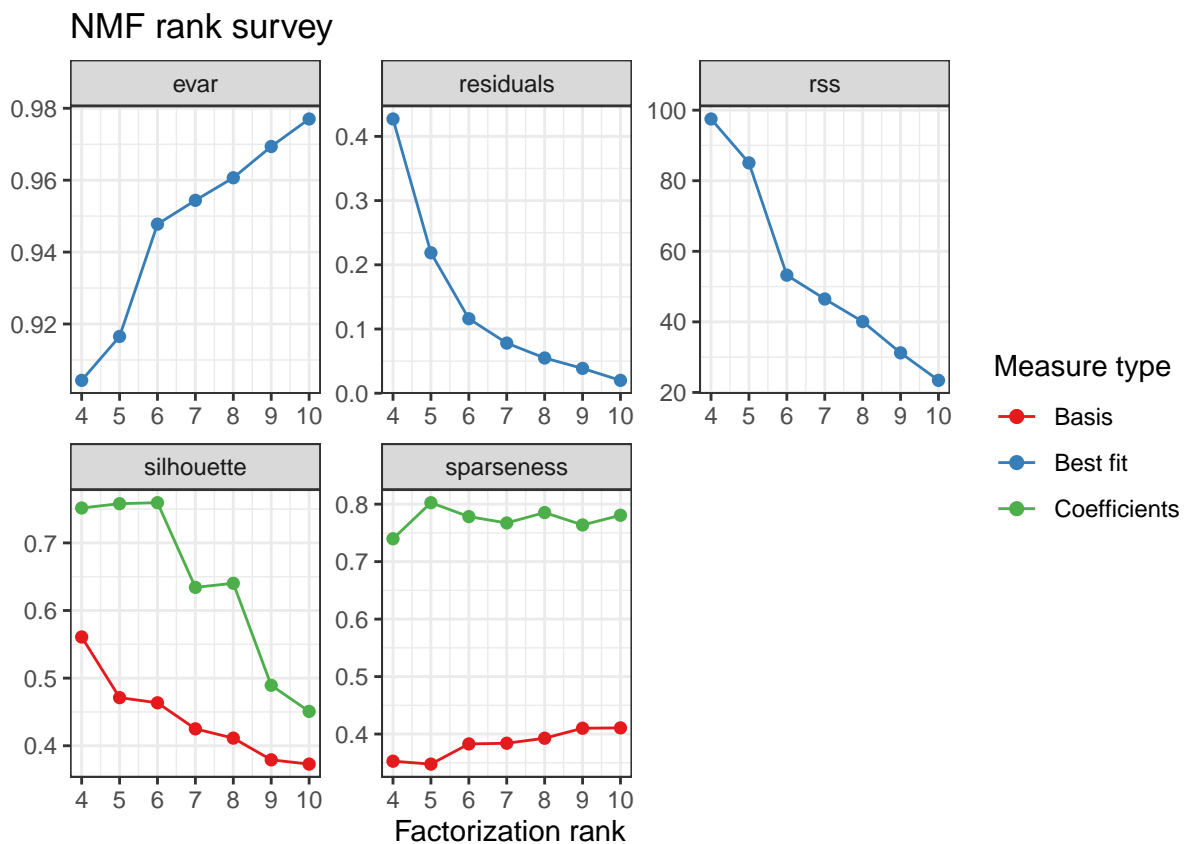 NMF rank survey
evar
residuals
rss
0.98
0.96
0.94
0.92
0.4
0.3
0.2
0.1
0.0
100
80
60
40
20
4 5 6 7 8 9 10
4 5 6 7 8 9 10
4 5 6 7 8 9 10
silhouette
sparseness
0.7
0.6
0.5
0.4
0.8
0.7
0.6
0.5
0.4
4 5 6 7 8 9 10
4 5 6 7 8 9 10
Factorization rank
Measure type
Basis
Best fit
Coefficients